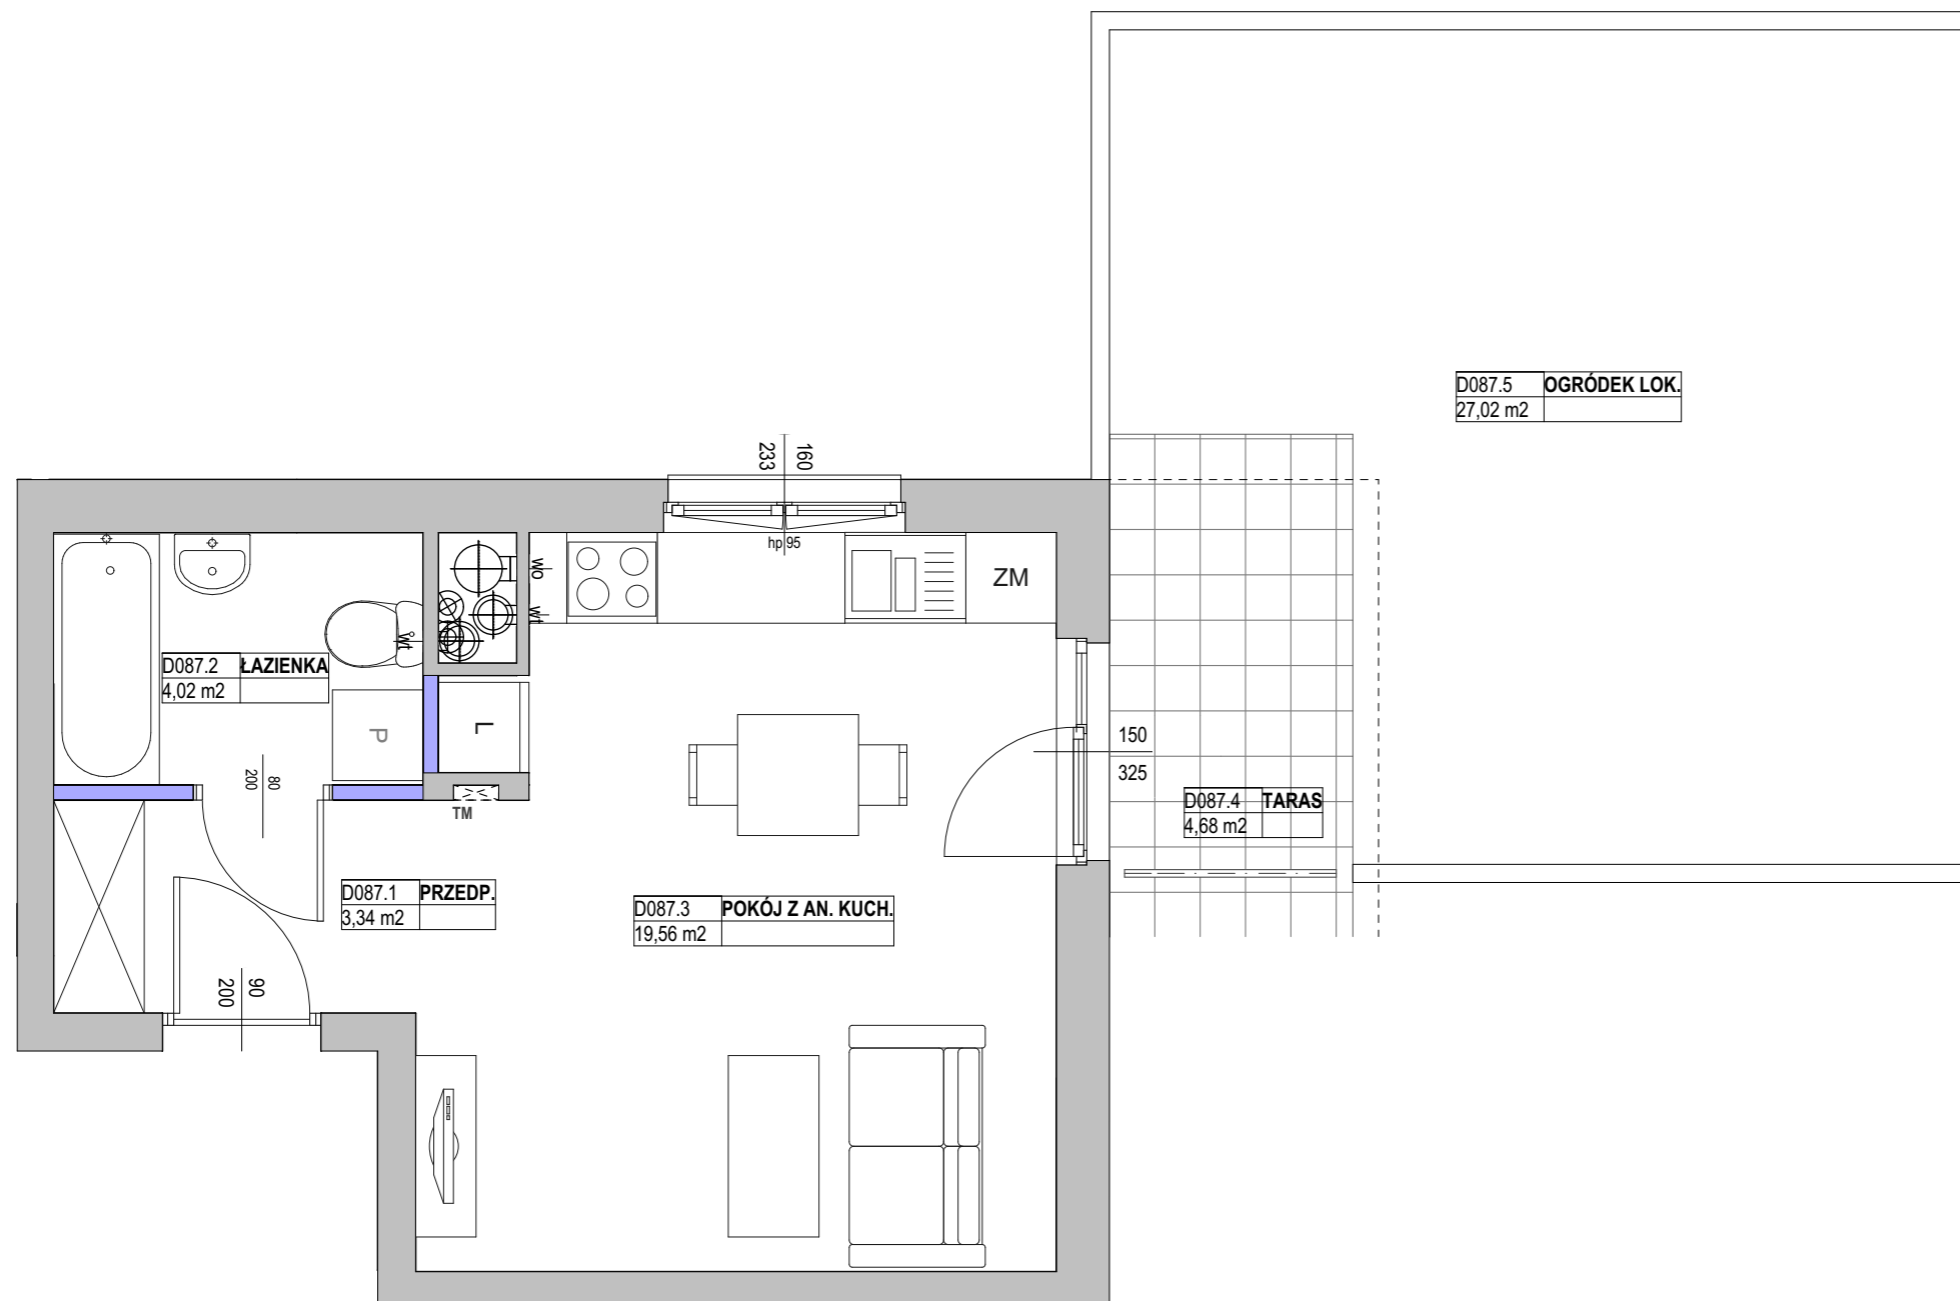 D087.5 OGRÓDEK LOK.
27,02 m2
233
160
hp 95
wo
Wt
ZM
Wt
D087.2 ŁAZIENKA
4,02 m2
P
L
80
200
TM
150
325
D087.4 TARAS
4,68 m2
D087.1 PRZEDP.
3,34 m2
D087.3 POKÓJ Z AN. KUCH.
19,56 m2
90
200